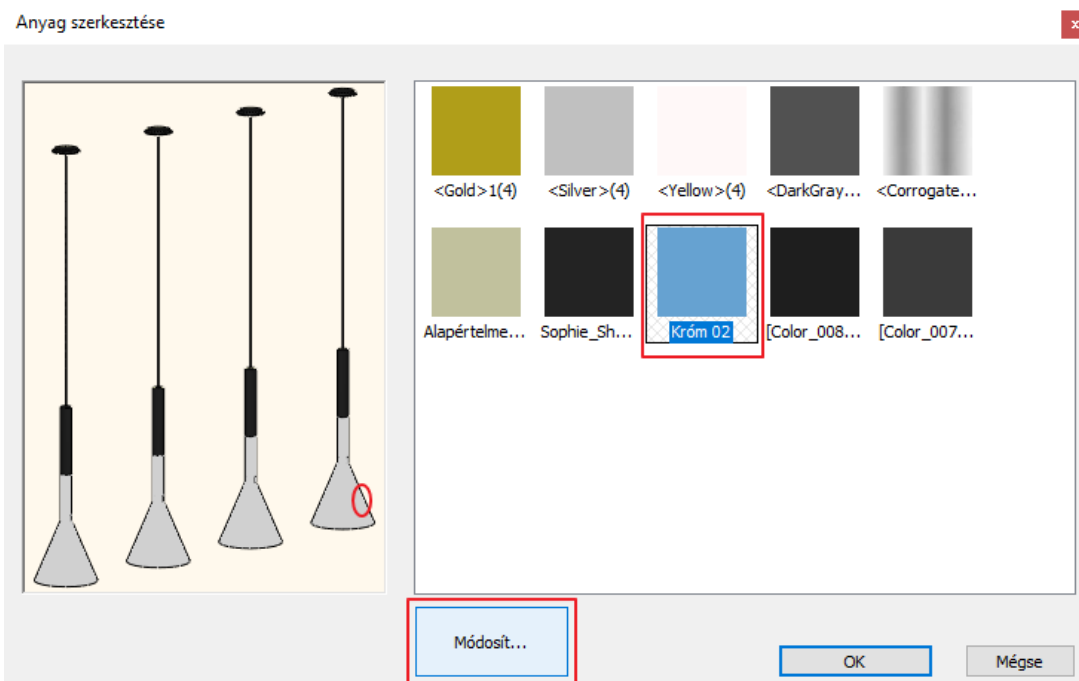 Anyag szerkesztése
x
<Gold>1(4) <Silver>(4) <Yellow>(4) <DarkGray... <Corrogate...
Alapértelme... Sophie_Sh... Króm 02 [Color_008... [Color_007...
Módosít...
OK Mégse